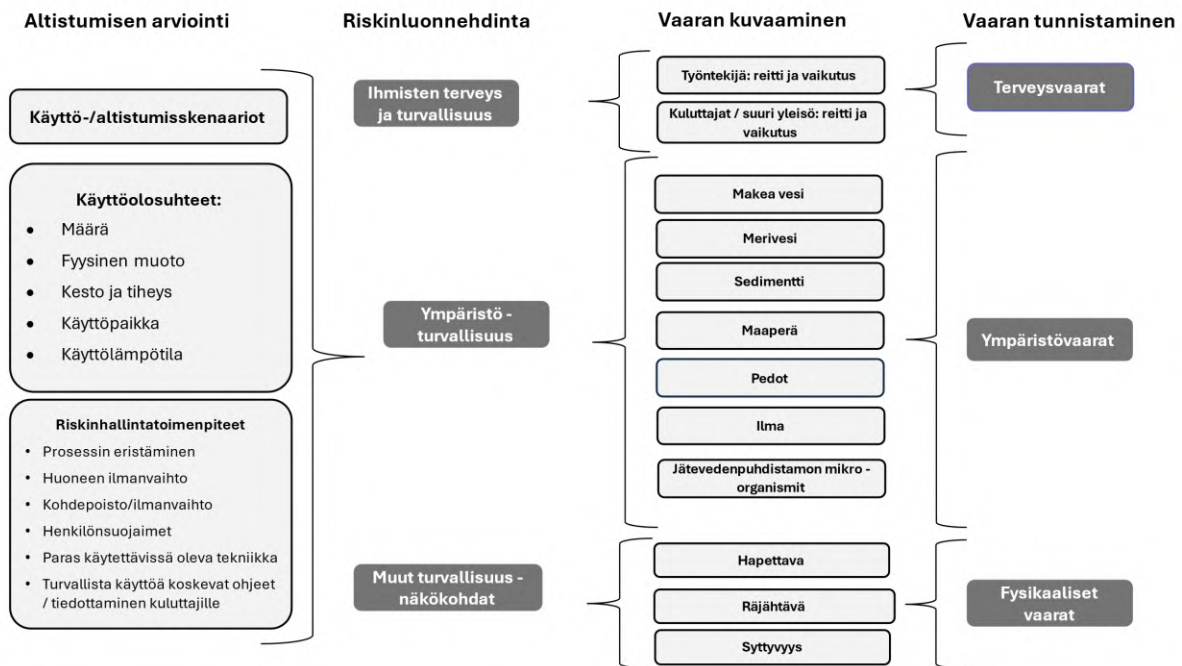 Altistumisen arviointi
Riskinluonnehdinta
Vaaran kuvaaminen
Vaaran tunnistaminen
Käyttö-/altistumisskenaariot
Käyttöolosuhteet:
• Määrä
• Fyysinen muoto
• Kesto ja tiheys
• Käyttöpaikka
• Käyttölämpötila
Riskinhallintatoimenpiteet
• Prosessin eristäminen
• Huoneen ilmanvaihto
• Kohdepoisto/ilmanvaihto
• Henkilönsuojaimet
• Paras käytettävissä oleva tekniikka
• Turvallista käyttöä koskevat ohjeet
/ tiedottaminen kuluttajille
Ihmisten terveys
ja turvallisuus
Ympäristö -
turvallisuus
Muut turvallisuus -
näkökohdat
Työntekijä: reitti ja vaikutus
Kuluttajat / suuri yleisö: reitti ja
vaikutus
Makea vesi
Merivesi
Sedimentti
Maaperä
Pedot
Ilma
Jätevedenpuhdistamon mikro -
organismit
Hapettava
Räjähtävä
Syttyvyys
Terveysvaarat
Ympäristövaarat
Fysikaaliset
vaarat